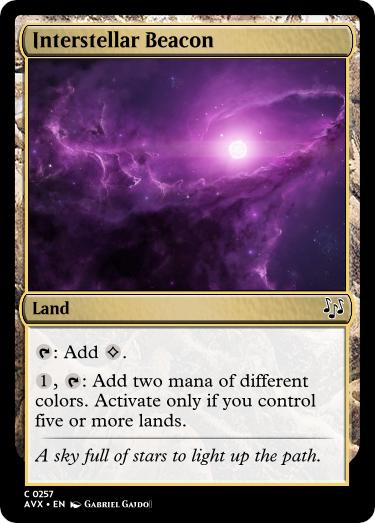 Interstellar Beacon
Land
: Add .
1, : Add two mana of different
colors. Activate only if you control
five or more lands.
A sky full of stars to light up the path.
C 0257
AVX • EN Gabriel Gajdoš